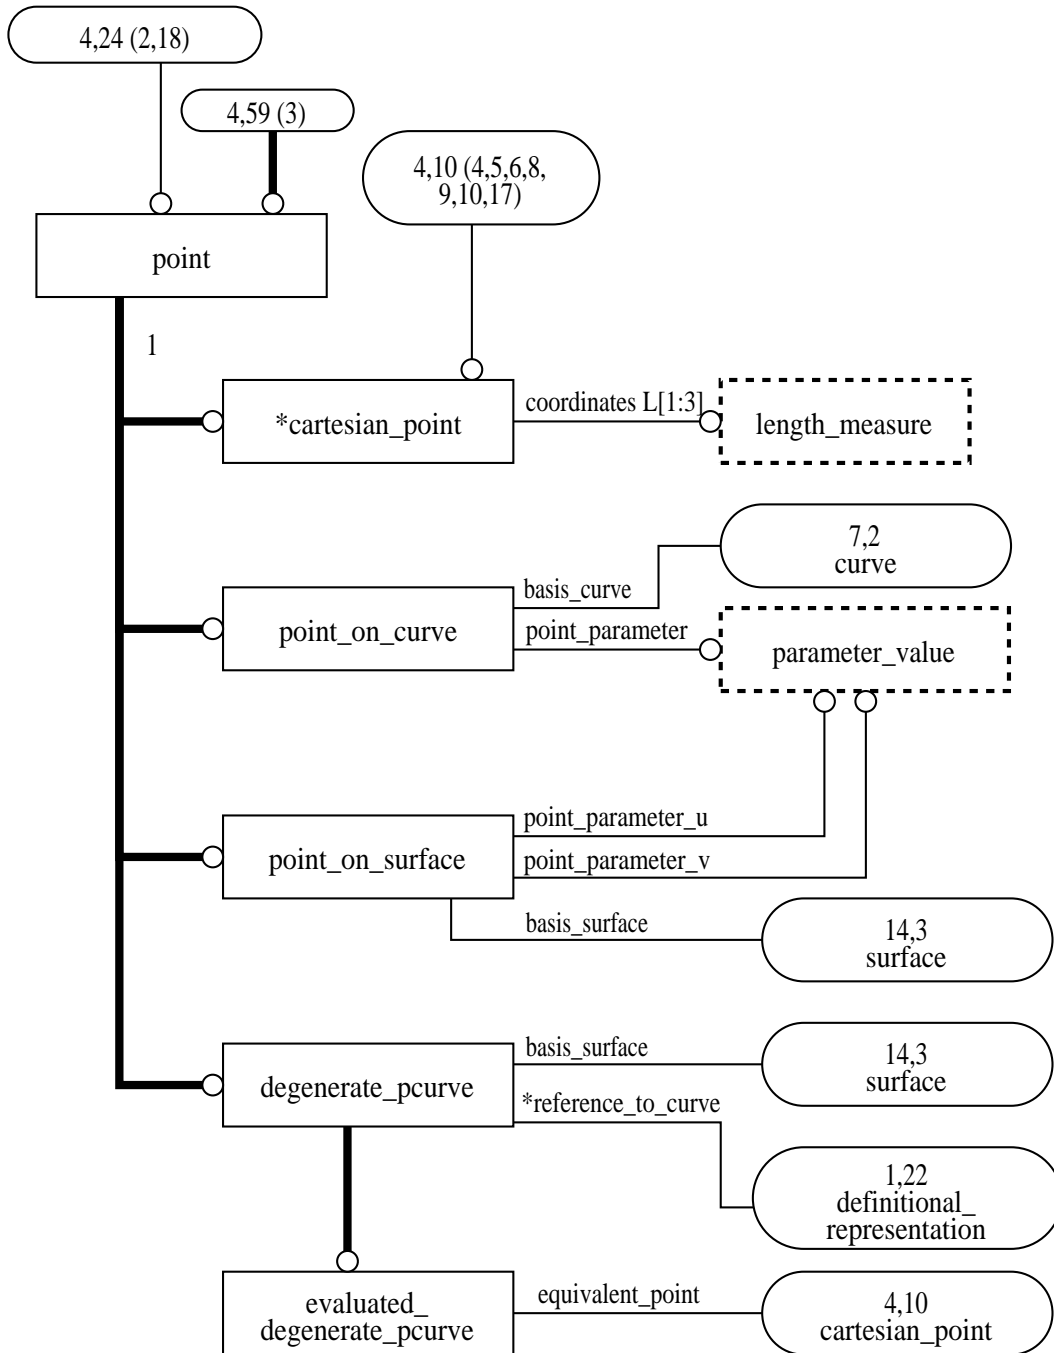 4,24 (2,18)
4,59 (3)
4,10 (4,5,6,8,
9,10,17)
point
1
*cartesian_point
coordinates L[1:3]
length_measure
7,2
curve
basis_curve
point_on_curve
point_parameter
parameter_value
point_parameter_u
point_on_surface
point_parameter_v
basis_surface
14,3
surface
basis_surface
14,3
surface
degenerate_pcurve
*reference_to_curve
1,22
definitional_
representation
evaluated_
degenerate_pcurve
equivalent_point
4,10
cartesian_point